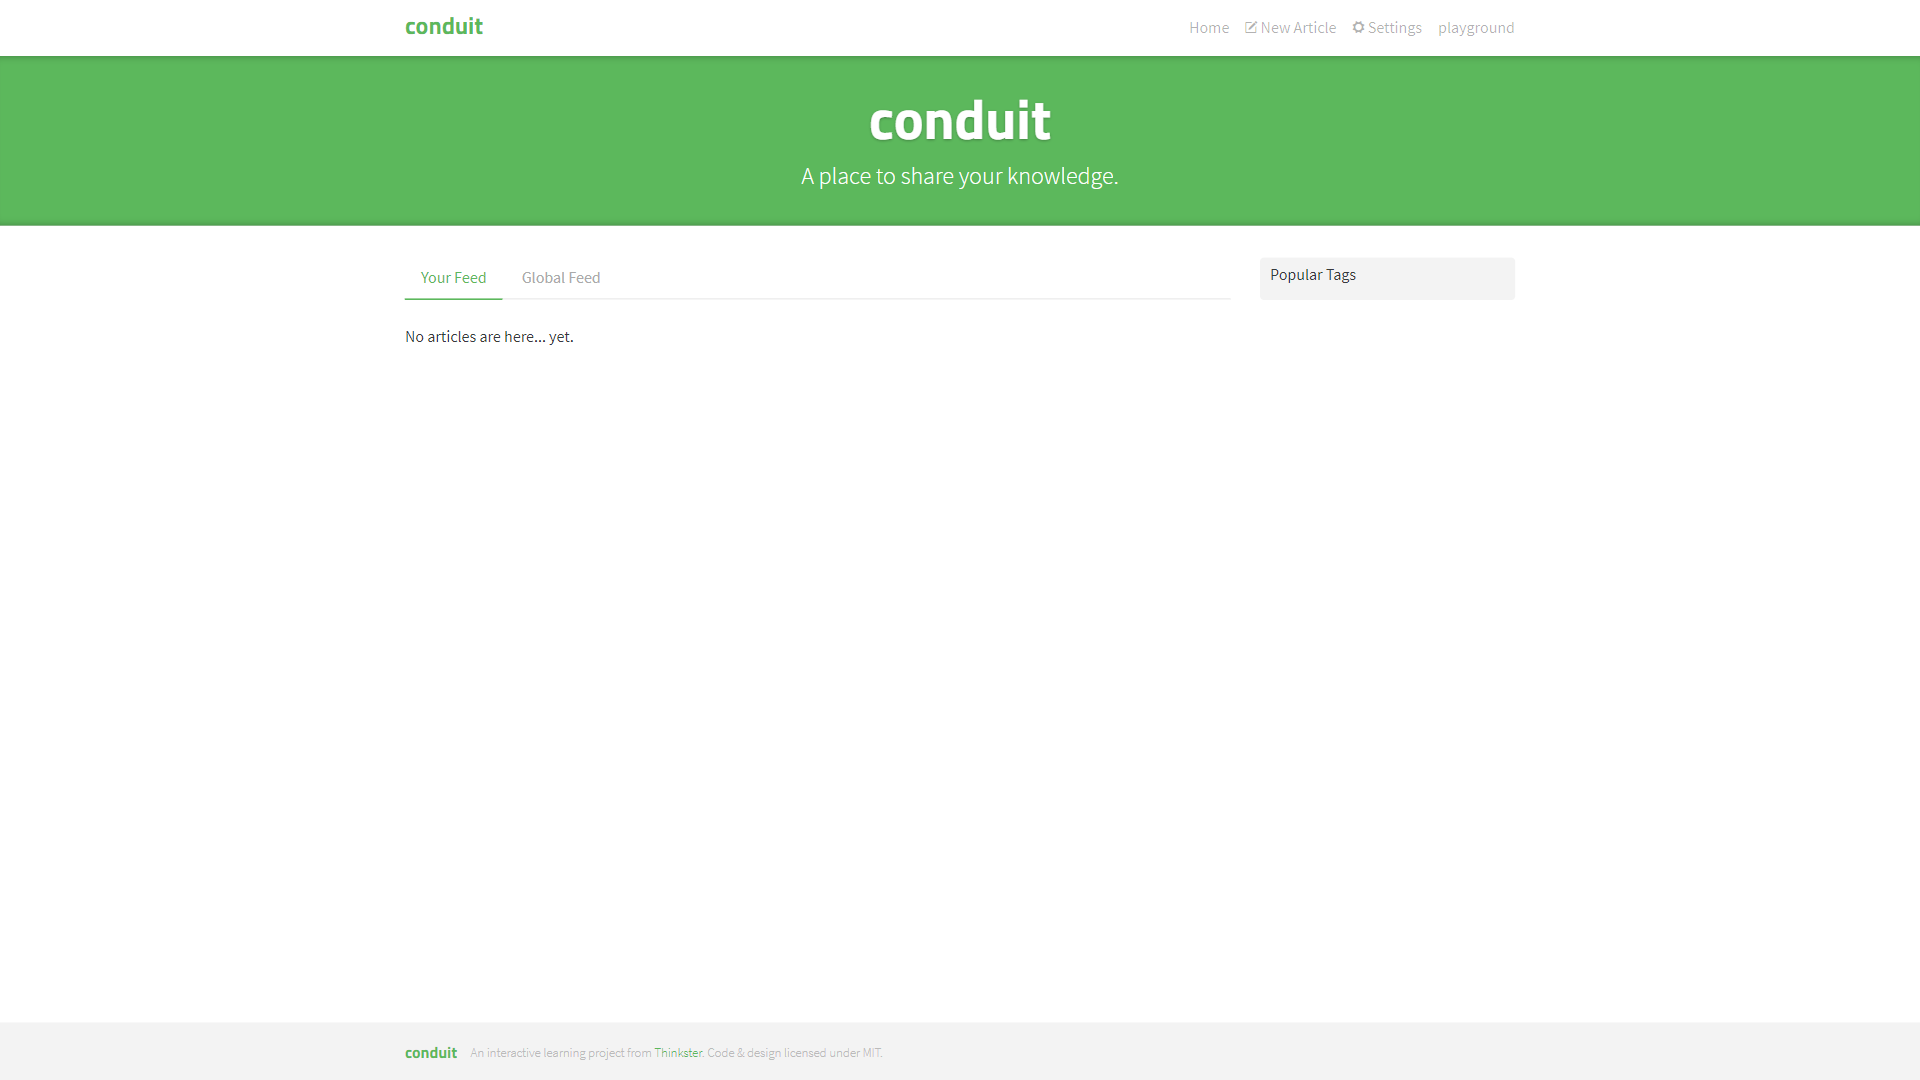 conduit
Home New Article Settings playground
conduit
A place to share your knowledge.
Your Feed Global Feed
Popular Tags
No articles are here... yet.
conduit An interactive learning project from Thinkster. Code & design licensed under MIT.